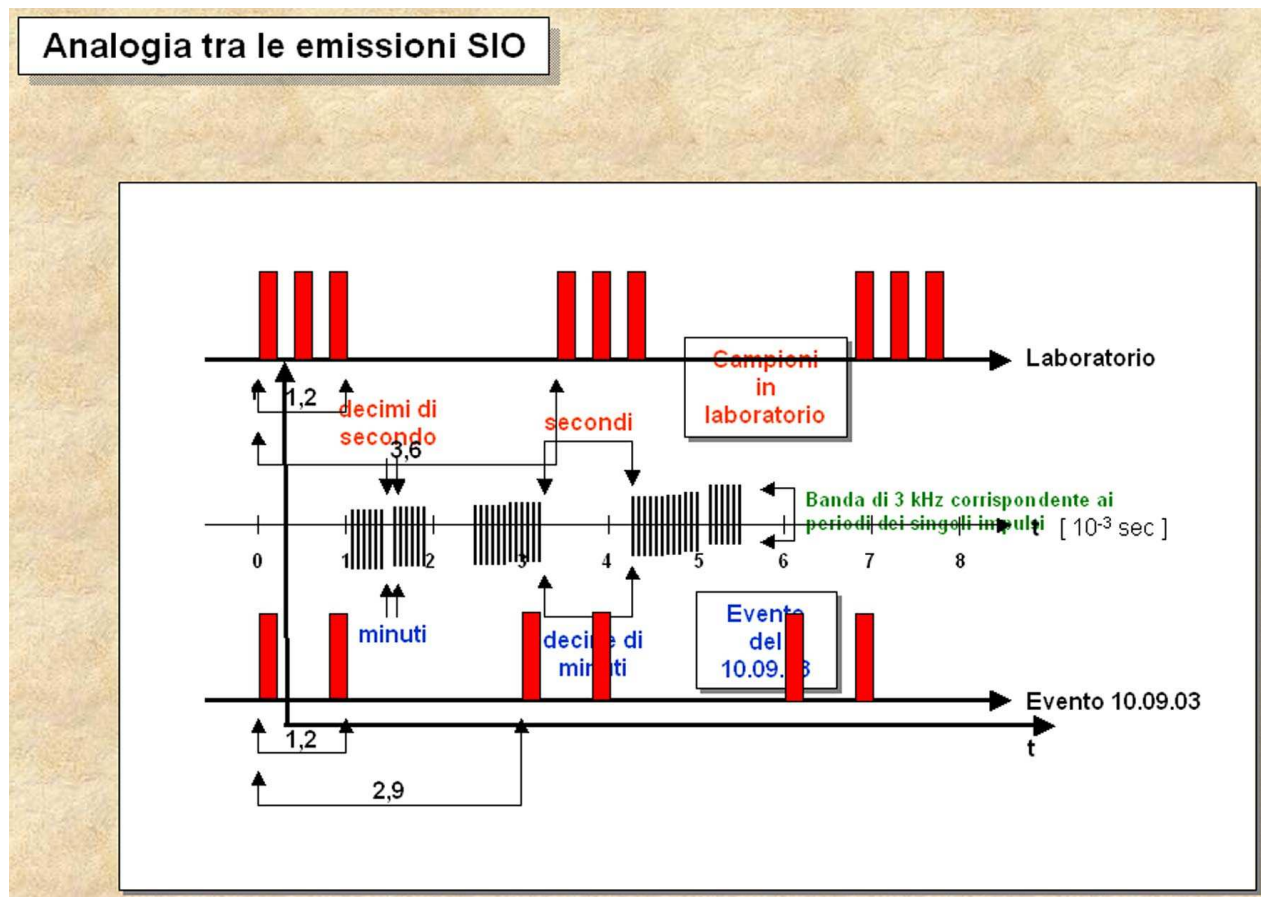 Analogia tra le emissioni SIO
Campioni
in
laboratorio
Laboratorio
1,2
decimi di
secondo
secondi
3,6
Banda di 3 kHz corrispondente ai
periodi dei singoli impulsi
t [ 10-3 sec ]
0 1 2 3 4 5 6 7 8
minuti
decine di
minuti
Evento
del
10.09.03
Evento 10.09.03
1,2
t
2,9